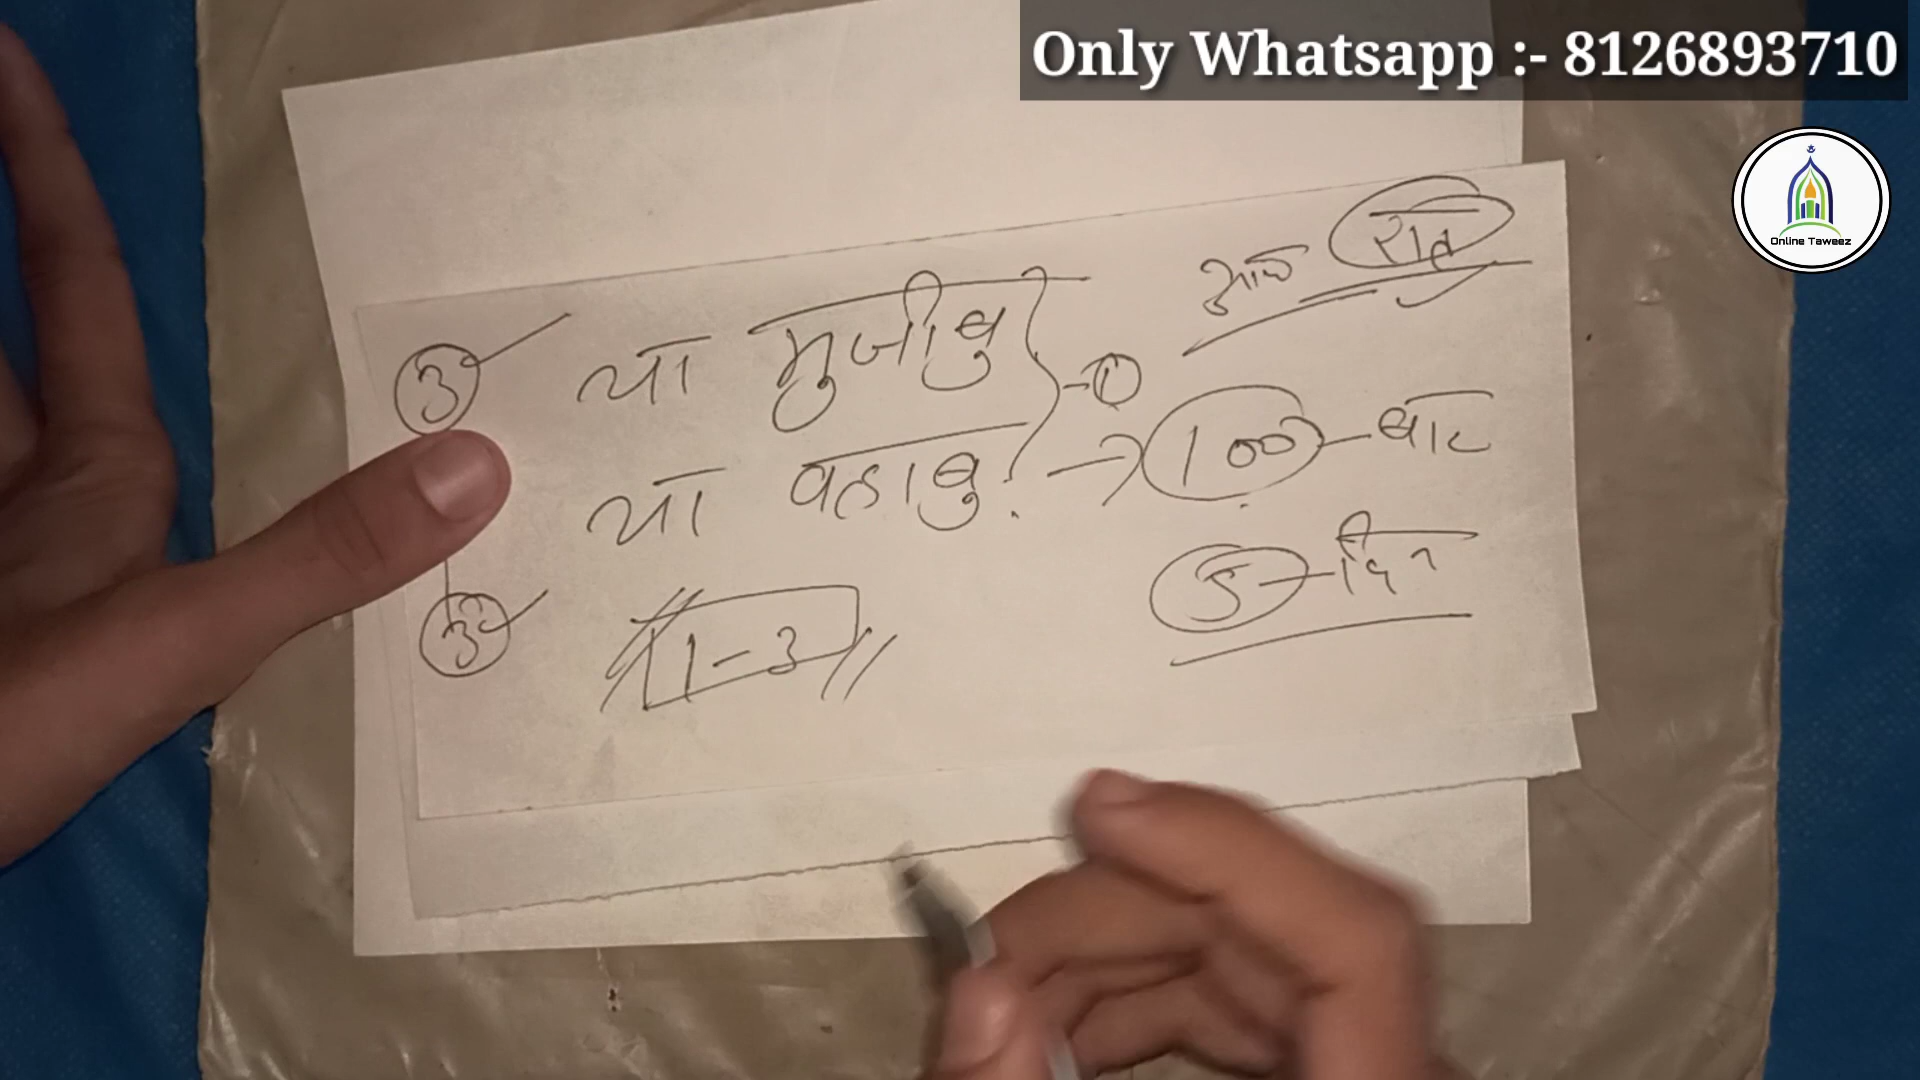 Only Whatsapp :- 8126893710
Online Taweez
आज रात
3 या मुजीबु - 1
या वहाबु → 100 - बार
5 - दिन
3
1-3